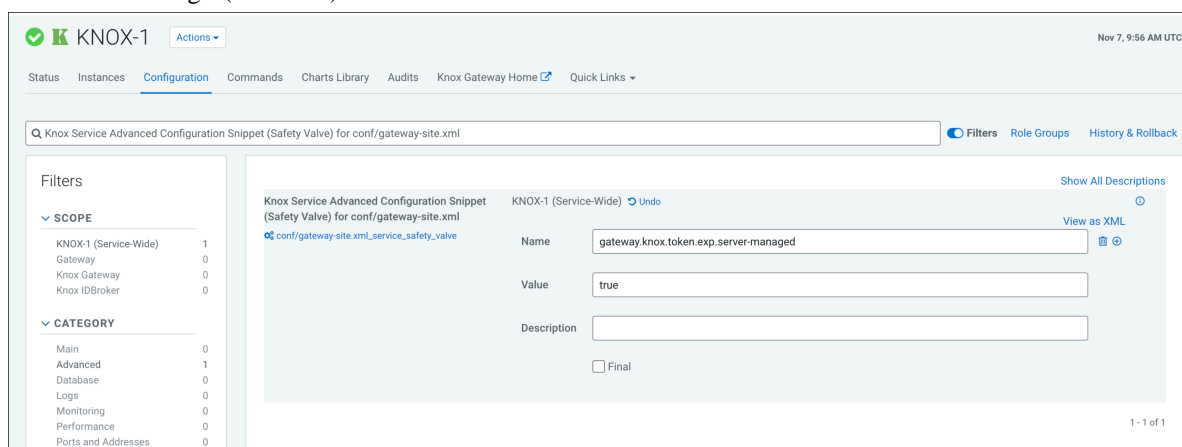 KNOX-1 Actions
Nov 7, 9:56 AM UTC
Status Instances Configuration Commands Charts Library Audits Knox Gateway Home Quick Links
Knox Service Advanced Configuration Snippet (Safety Valve) for conf/gateway-site.xml
Filters Role Groups History & Rollback
Filters
SCOPE
KNOX-1 (Service-Wide) 1
Gateway 0
Knox Gateway 0
Knox IDBroker 0
CATEGORY
Main 0
Advanced 1
Database 0
Logs 0
Monitoring 0
Performance 0
Ports and Addresses 0
Show All Descriptions
Knox Service Advanced Configuration Snippet
(Safety Valve) for conf/gateway-site.xml
conf/gateway-site.xml_service_safety_valve
KNOX-1 (Service-Wide) Undo
View as XML
Name gateway.knox.token.exp.server-managed
Value true
Description
Final
1 - 1 of 1